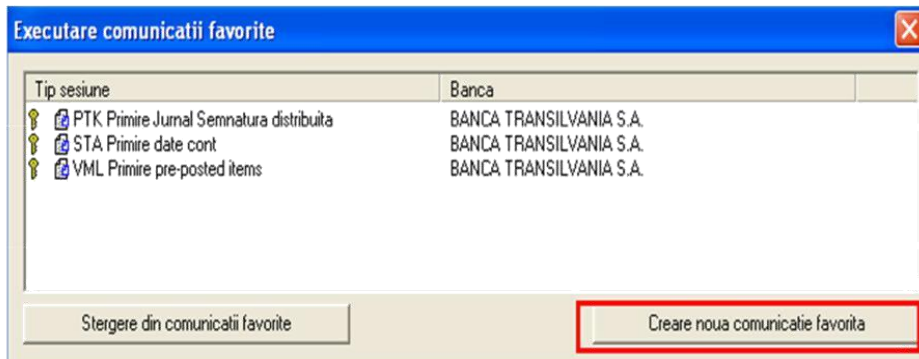 Executare comunicatii favorite
Tip sesiune Banca
PTK Primire Jurnal Semnatura distribuita BANCA TRANSILVANIA S.A.
STA Primire date cont BANCA TRANSILVANIA S.A.
VML Primire pre-posted items BANCA TRANSILVANIA S.A.
Stergere din comunicatii favorite Creare noua comunicatie favorita